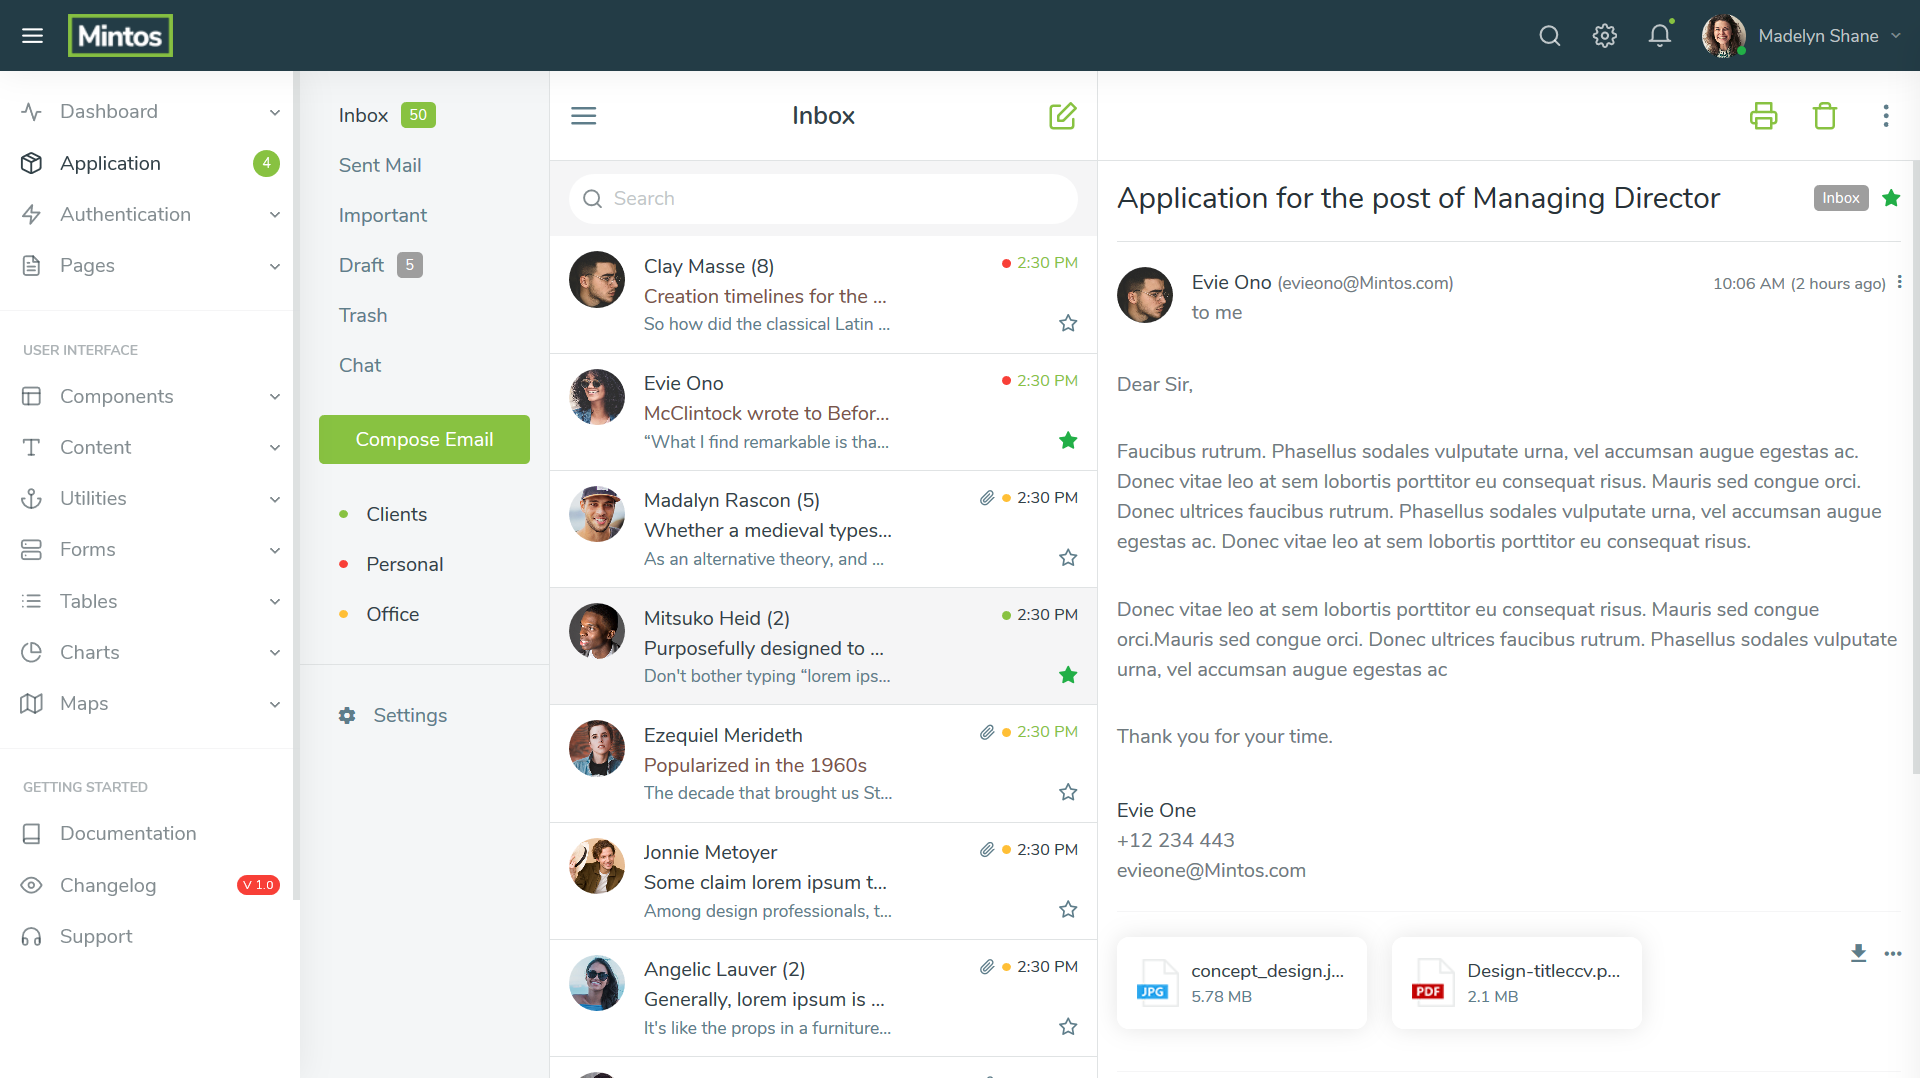 Mintos
Madelyn Shane
Dashboard
Application
4
Authentication
Pages
USER INTERFACE
Components
Content
Utilities
Forms
Tables
Charts
Maps
GETTING STARTED
Documentation
Changelog
V 1.0
Support
Inbox
50
Sent Mail
Important
Draft
5
Trash
Chat
Compose Email
Clients
Personal
Office
Settings
Inbox
Search
Clay Masse (8)
2:30 PM
Creation timelines for the ...
So how did the classical Latin ...
Evie Ono
2:30 PM
McClintock wrote to Befor...
“What I find remarkable is tha...
Madalyn Rascon (5)
2:30 PM
Whether a medieval types...
As an alternative theory, and ...
Mitsuko Heid (2)
2:30 PM
Purposefully designed to ...
Don't bother typing “lorem ips...
Ezequiel Merideth
2:30 PM
Popularized in the 1960s
The decade that brought us St...
Jonnie Metoyer
2:30 PM
Some claim lorem ipsum t...
Among design professionals, t...
Angelic Lauver (2)
2:30 PM
Generally, lorem ipsum is ...
It's like the props in a furniture...
Application for the post of Managing Director
Inbox
Evie Ono (evieono@Mintos.com)
10:06 AM (2 hours ago)
to me
Dear Sir,
Faucibus rutrum. Phasellus sodales vulputate urna, vel accumsan augue egestas ac.
Donec vitae leo at sem lobortis porttitor eu consequat risus. Mauris sed congue orci.
Donec ultrices faucibus rutrum. Phasellus sodales vulputate urna, vel accumsan augue
egestas ac. Donec vitae leo at sem lobortis porttitor eu consequat risus.
Donec vitae leo at sem lobortis porttitor eu consequat risus. Mauris sed congue
orci.Mauris sed congue orci. Donec ultrices faucibus rutrum. Phasellus sodales vulputate
urna, vel accumsan augue egestas ac
Thank you for your time.
Evie One
+12 234 443
evieone@Mintos.com
JPG
concept_design.j...
5.78 MB
PDF
Design-titleccv.p...
2.1 MB